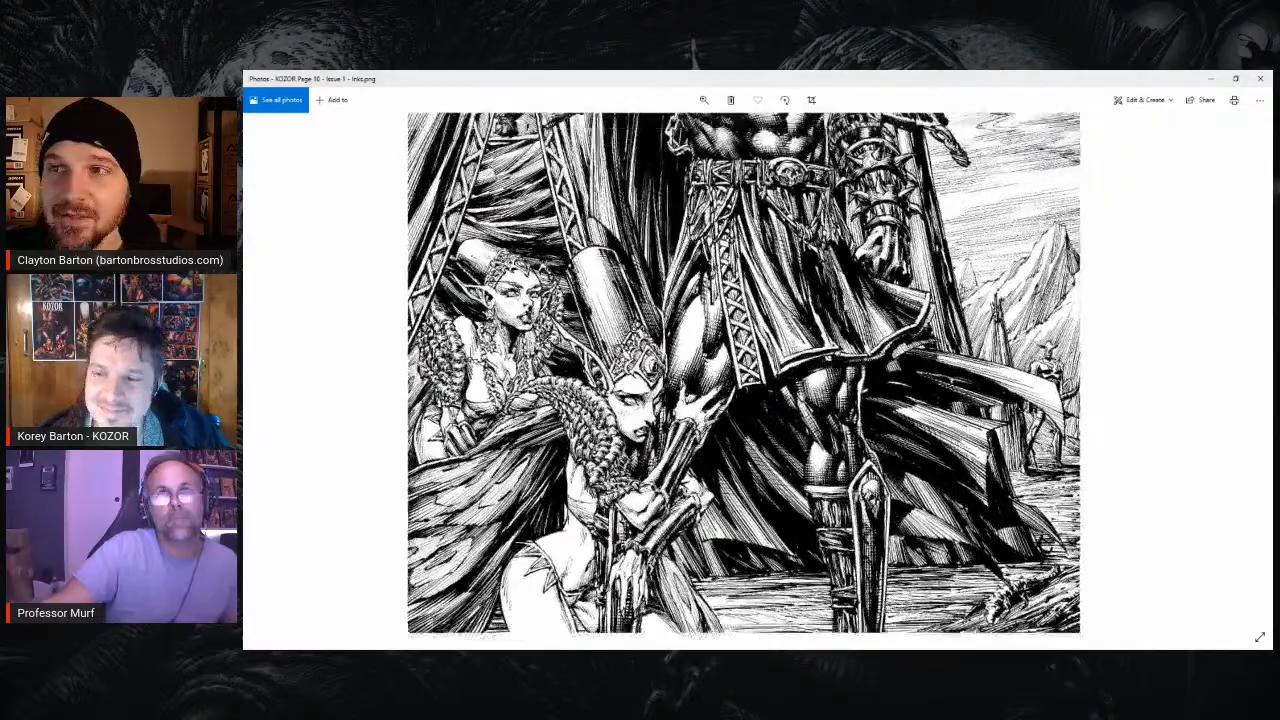 Photos - KOZOR Page 10 - Issue 1 - Inks.png
See all photos
Add to
Edit & Create
Share
Clayton Barton (bartonbrosstudios.com)
KOZOR
Korey Barton - KOZOR
Professor Murf